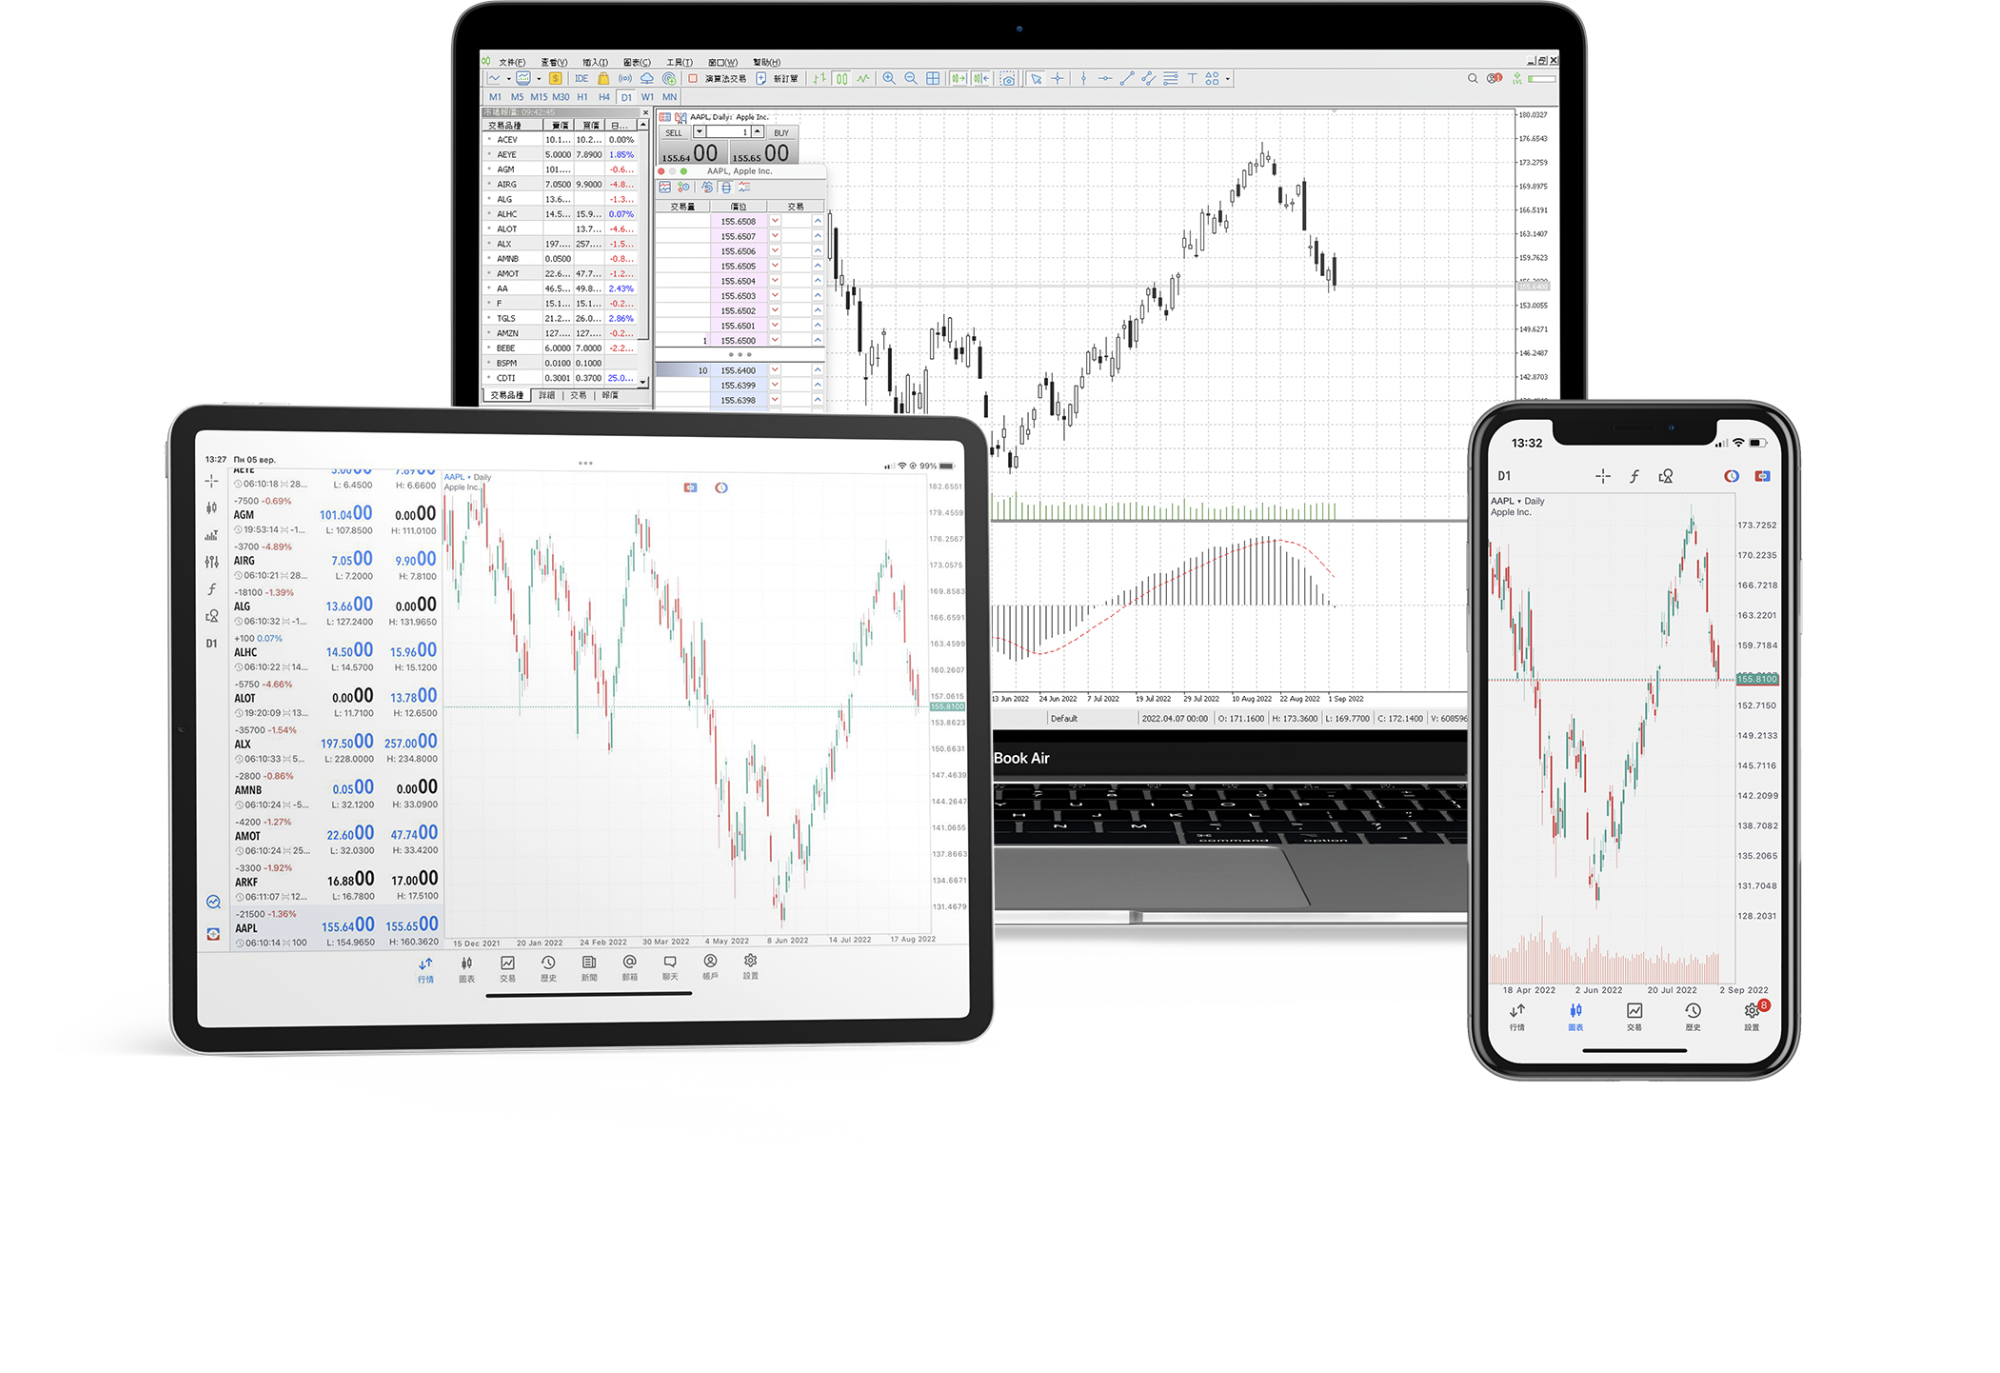 文件(F) 查看(V) 插入(I) 圖表(C) 工具(T) 窗口(W) 幫助(H)
IDE 演算法交易 新訂單
M1 M5 M15 M30 H1 H4 D1 W1 MN
市場報價: 09:42:45
交易品種 賣價 買價 日...
ACEV 10.1... 10.2... 0.00%
AEYE 5.0000 7.8900 1.85%
AGM 101.... -0.6...
AIRG 7.0500 9.9000 -4.8...
ALG 13.6... -1.3...
ALHC 14.5... 15.9... 0.07%
ALOT 13.7... -4.6...
ALX 197.... 257.... -1.5...
AMNB 0.0500 -0.8...
AMOT 22.6... 47.7... -1.2...
AA 46.5... 49.8... 2.43%
F 15.1... 15.1... -0.2...
TGLS 21.2... 26.0... 2.86%
AMZN 127.... 127.... -0.2...
BEBE 6.0000 7.0000 -2.2...
BSPM 0.0100 0.1000
CDTI 0.3001 0.3700 25.0...
交易品種 | 詳細 | 交易 | 報價
AAPL, Daily: Apple Inc.
SELL 1 BUY
155.64 00 155.65 00
AAPL, Apple Inc.
交易量 價位 交易
155.6508
155.6507
155.6506
155.6505
155.6504
155.6503
155.6502
155.6501
1 155.6500
10 155.6400
155.6399
155.6398
180.0327
176.6543
173.2759
169.8975
166.5191
163.1407
159.7623
155.6400
153.0055
149.6271
146.2487
142.8703
13 Jun 2022 24 Jun 2022 7 Jul 2022 19 Jul 2022 29 Jul 2022 10 Aug 2022 22 Aug 2022 1 Sep 2022
Default 2022.04.07 00:00 O: 171.1600 H: 173.3600 L: 169.7700 C: 172.1400 V: 608596
Book Air
command option
13:27 Пн 05 вер.
99%
AEYE 5.0000 7.8900
06:10:18 28... L: 6.4500 H: 6.6600
-7500 -0.69%
AGM 101.0400 0.0000
19:53:14 -1... L: 107.8500 H: 111.0100
-3700 -4.89%
AIRG 7.0500 9.9000
06:10:21 28... L: 7.2000 H: 7.8100
-18100 -1.39%
ALG 13.6600 0.0000
06:10:32 -1... L: 127.2400 H: 131.9650
+100 0.07%
ALHC 14.5000 15.9600
06:10:22 14... L: 14.5700 H: 15.1200
-5750 -4.66%
ALOT 0.0000 13.7800
19:20:09 13... L: 11.7100 H: 12.6500
-35700 -1.54%
ALX 197.5000 257.0000
06:10:33 5... L: 228.0000 H: 234.8000
-2800 -0.86%
AMNB 0.0500 0.0000
06:10:24 -5... L: 32.1200 H: 33.0900
-4200 -1.27%
AMOT 22.6000 47.7400
06:10:24 25... L: 32.0300 H: 33.4200
-3300 -1.92%
ARKF 16.8800 17.0000
06:11:07 12... L: 16.7800 H: 17.5100
-21500 -1.36%
AAPL 155.6400 155.6500
06:10:14 100 L: 154.9650 H: 160.3620
D1
AAPL • Daily
Apple Inc.
182.6551
179.4559
176.2567
173.0575
169.8583
166.6591
163.4599
160.2607
157.0615
155.8100
153.8623
150.6631
147.4639
144.2647
141.0655
137.8663
134.6671
131.4679
15 Dec 2021 20 Jan 2022 24 Feb 2022 30 Mar 2022 4 May 2022 8 Jun 2022 14 Jul 2022 17 Aug 2022
行情 圖表 交易 歷史 新聞 郵箱 聊天 帳戶 設置
13:32
D1
AAPL • Daily
Apple Inc.
173.7252
170.2235
166.7218
163.2201
159.7184
155.8100
152.7150
149.2133
145.7116
142.2099
138.7082
135.2065
131.7048
128.2031
18 Apr 2022 2 Jun 2022 20 Jul 2022 2 Sep 2022
8
行情 圖表 交易 歷史 設置